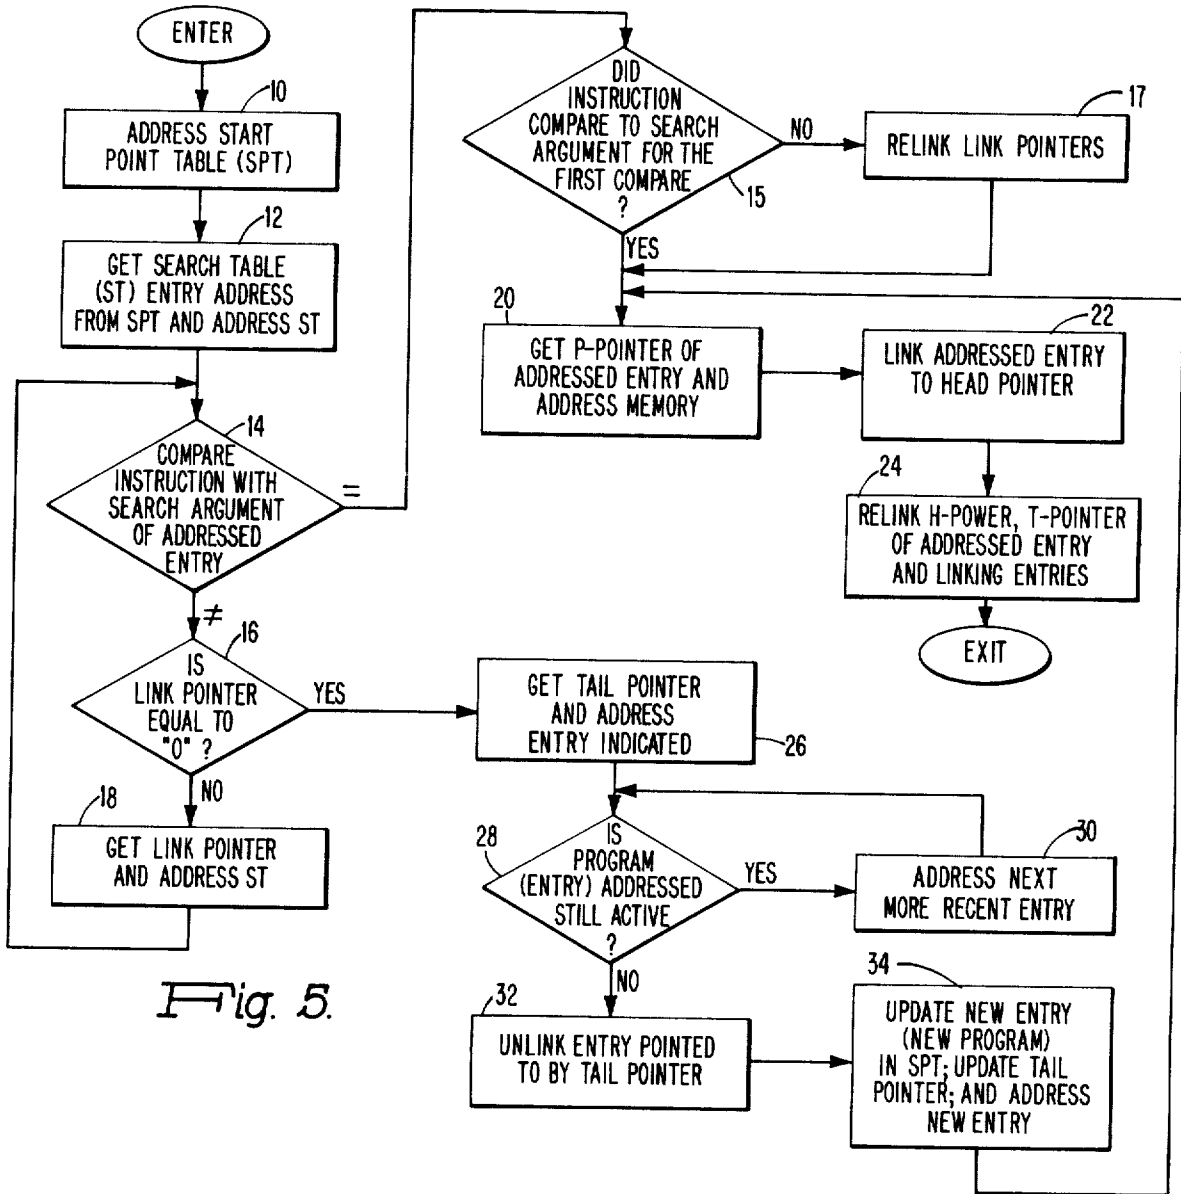 ENTER
10
ADDRESS START
POINT TABLE (SPT)
12
GET SEARCH TABLE
(ST) ENTRY ADDRESS
FROM SPT AND ADDRESS ST
14
COMPARE
INSTRUCTION WITH
SEARCH ARGUMENT
OF ADDRESSED
ENTRY
=
≠
16
IS
LINK POINTER
EQUAL TO
"0" ?
YES
NO
18
GET LINK POINTER
AND ADDRESS ST
DID
INSTRUCTION
COMPARE TO SEARCH
ARGUMENT FOR THE
FIRST COMPARE
?
15
NO
YES
17
RELINK LINK POINTERS
20
GET P-POINTER OF
ADDRESSED ENTRY AND
ADDRESS MEMORY
22
LINK ADDRESSED ENTRY
TO HEAD POINTER
24
RELINK H-POWER, T-POINTER
OF ADDRESSED ENTRY
AND LINKING ENTRIES
EXIT
GET TAIL POINTER
AND ADDRESS
ENTRY INDICATED
26
28
IS
PROGRAM
(ENTRY) ADDRESSED
STILL ACTIVE
?
YES
NO
30
ADDRESS NEXT
MORE RECENT ENTRY
32
UNLINK ENTRY POINTED
TO BY TAIL POINTER
34
UPDATE NEW ENTRY
(NEW PROGRAM)
IN SPT; UPDATE TAIL
POINTER; AND ADDRESS
NEW ENTRY
Fig. 5.